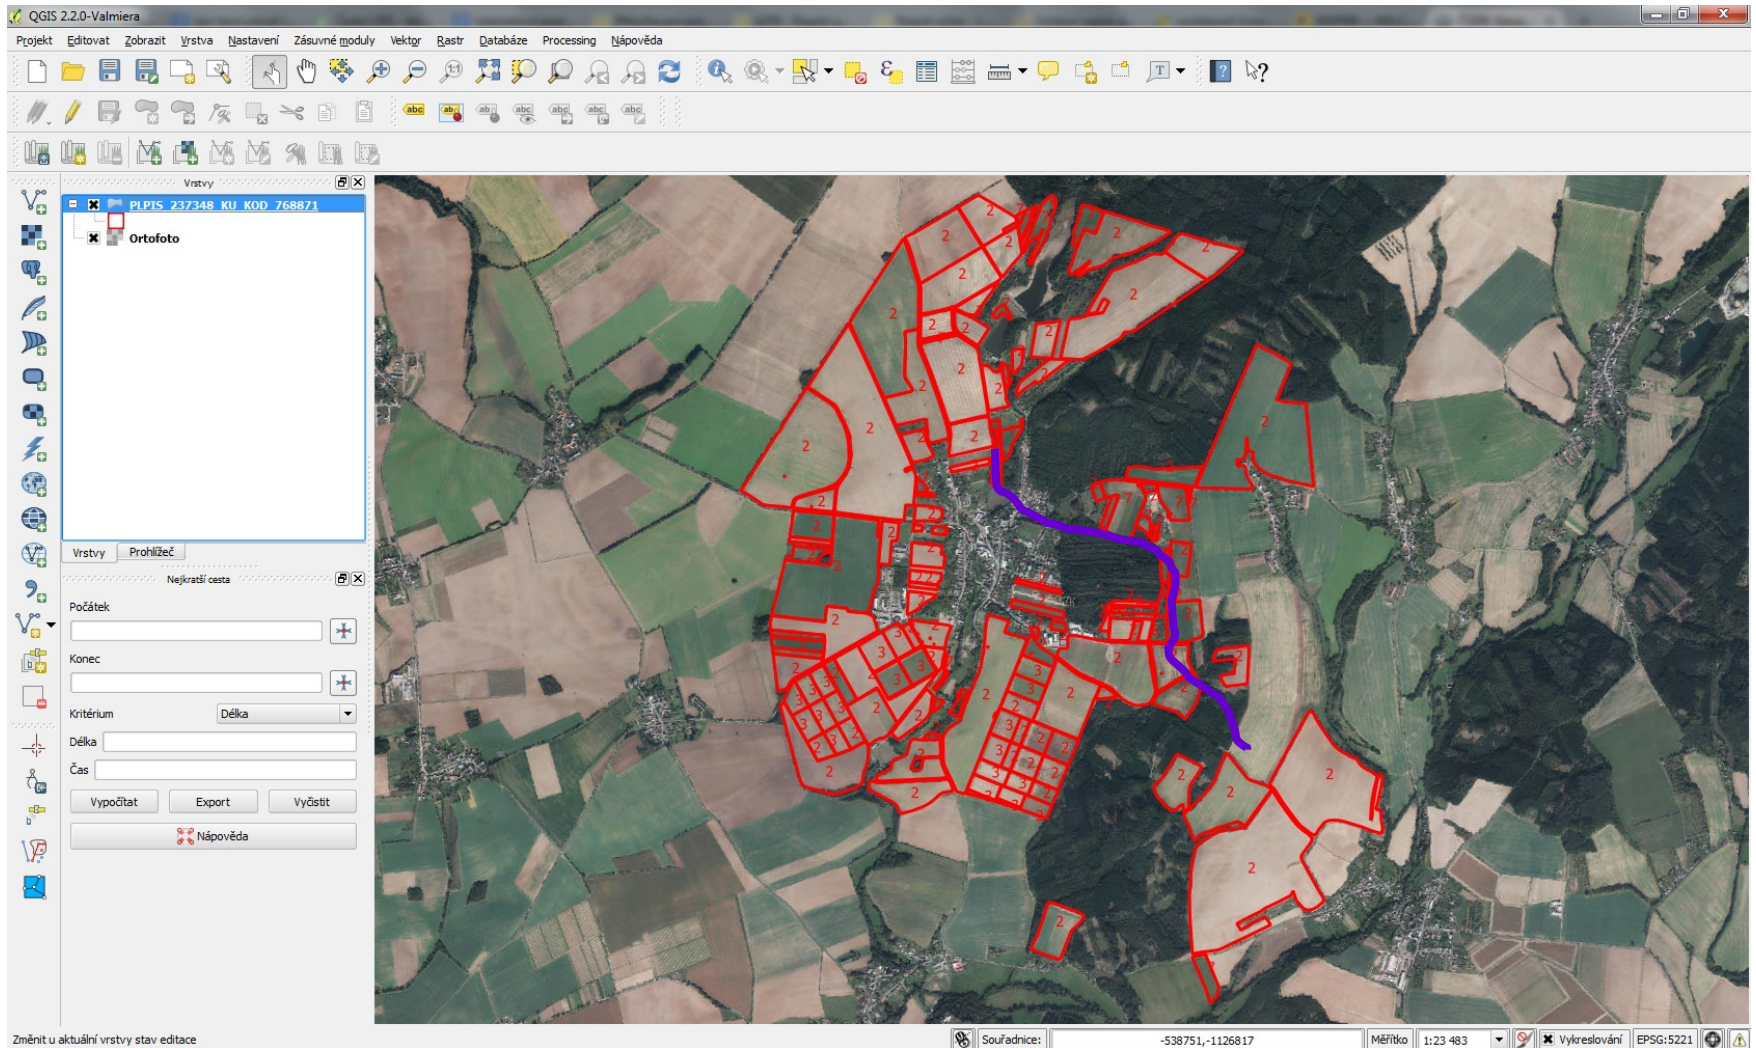 QGIS 2.2.0-Valmiera
Projekt Editovat Zobrazit Vrstva Nastavení Zásuvné moduly Vektor Rastr Databáze Processing Nápověda
Vrstvy
PLPIS_237348_KU_KOD_768871
Ortofoto
Vrstvy Prohlížeč
Nejkratší cesta
Počátek
Konec
Kritérium Délka
Délka
Čas
Vypočítat Export Vyčistit
Nápověda
Změnit u aktuální vrstvy stav editace Souřadnice: -538751,-1126817 Měřítko 1:23 483 Vykreslování EPSG:5221